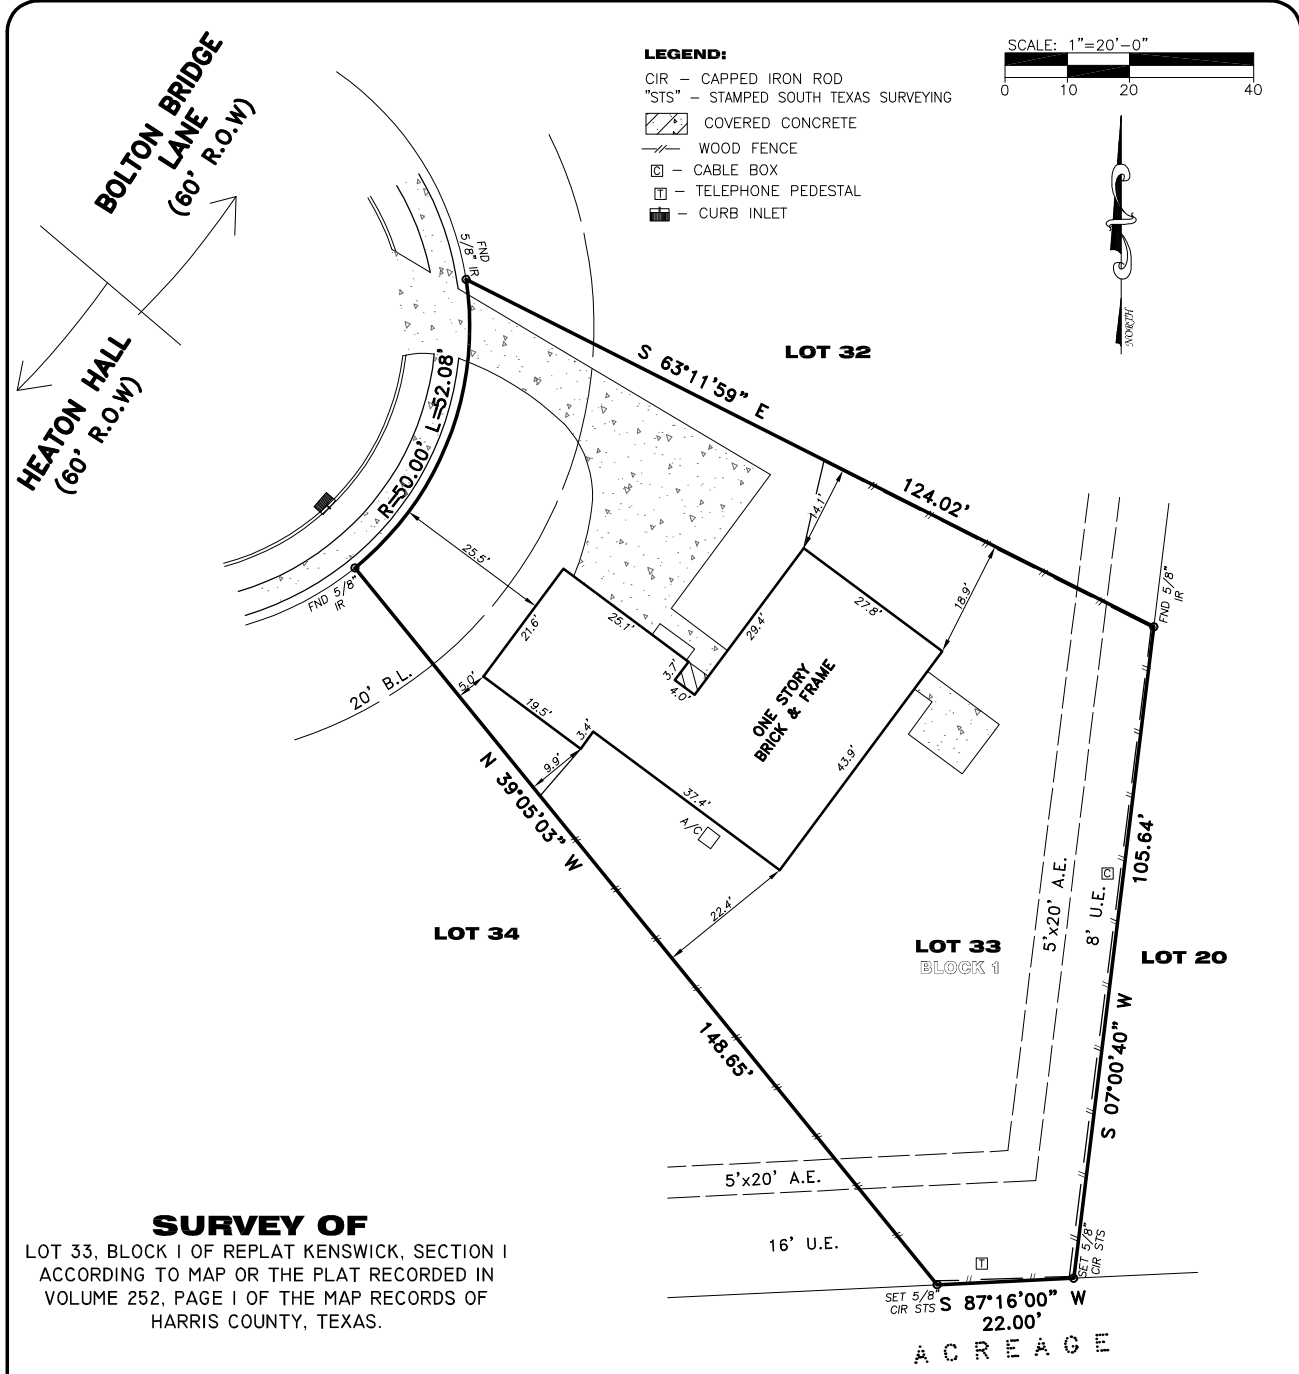 LEGEND:
CIR – CAPPED IRON ROD
"STS" – STAMPED SOUTH TEXAS SURVEYING
COVERED CONCRETE
WOOD FENCE
C – CABLE BOX
T – TELEPHONE PEDESTAL
– CURB INLET
SCALE: 1"=20'-0"
0 10 20 40
NORTH
BOLTON BRIDGE
LANE
(60' R.O.W)
HEATON HALL
(60' R.O.W)
FND
5/8" IR
S 63°11'59" E
124.02'
LOT 32
R=50.00' L=52.08'
FND 5/8"
IR
FND 5/8"
IR
20' B.L.
25.5'
21.6'
25.1'
5.0'
19.5'
3.4'
9.9'
3.7'
4.0'
29.4'
14.1'
27.8'
18.9'
43.9'
37.4'
22.4'
A/C
ONE STORY
BRICK & FRAME
N 39°05'03" W
148.65'
LOT 34
LOT 33
BLOCK 1
5'x20' A.E.
8' U.E.
C
105.64'
S 07°00'40" W
LOT 20
5'x20' A.E.
16' U.E.
T
SET 5/8"
CIR STS
SET 5/8"
CIR STS
S 87°16'00" W
22.00'
ACREAGE
SURVEY OF
LOT 33, BLOCK 1 OF REPLAT KENSWICK, SECTION 1
ACCORDING TO MAP OR THE PLAT RECORDED IN
VOLUME 252, PAGE 1 OF THE MAP RECORDS OF
HARRIS COUNTY, TEXAS.